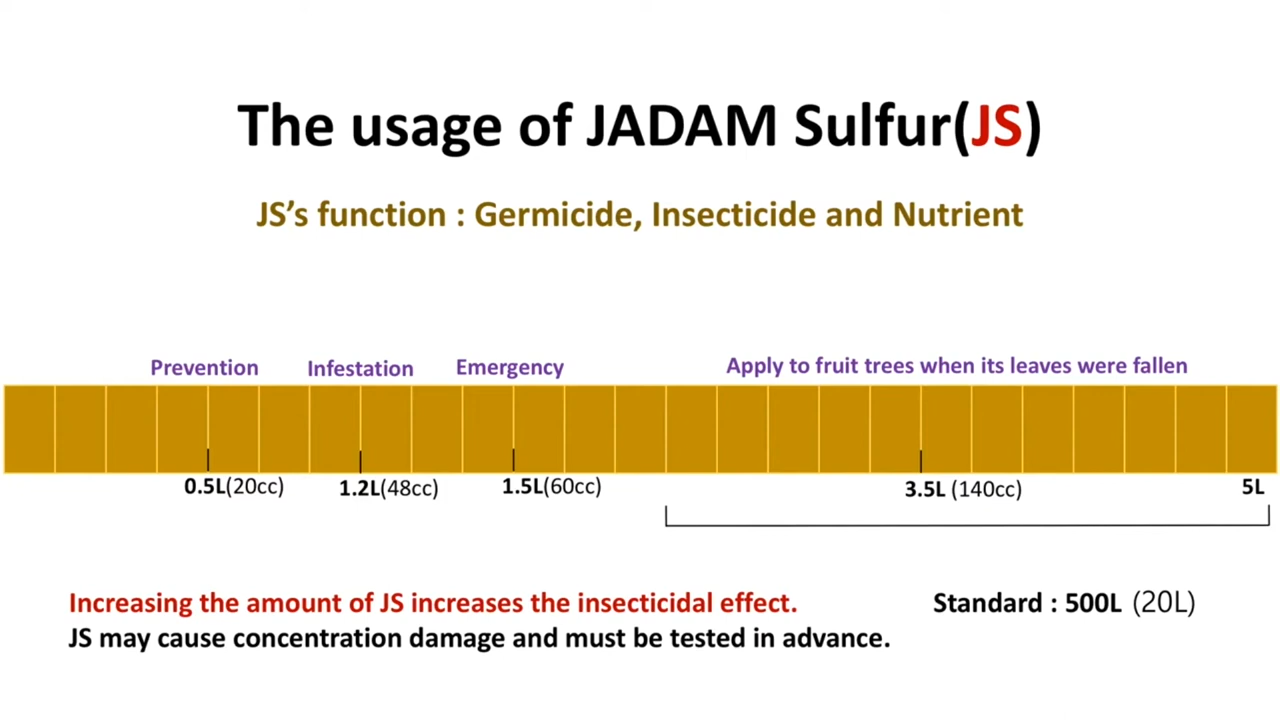 The usage of JADAM Sulfur(JS)
JS’s function : Germicide, Insecticide and Nutrient
Prevention Infestation Emergency Apply to fruit trees when its leaves were fallen
0.5L(20cc) 1.2L(48cc) 1.5L(60cc) 3.5L (140cc) 5L
Increasing the amount of JS increases the insecticidal effect. Standard : 500L (20L)
JS may cause concentration damage and must be tested in advance.